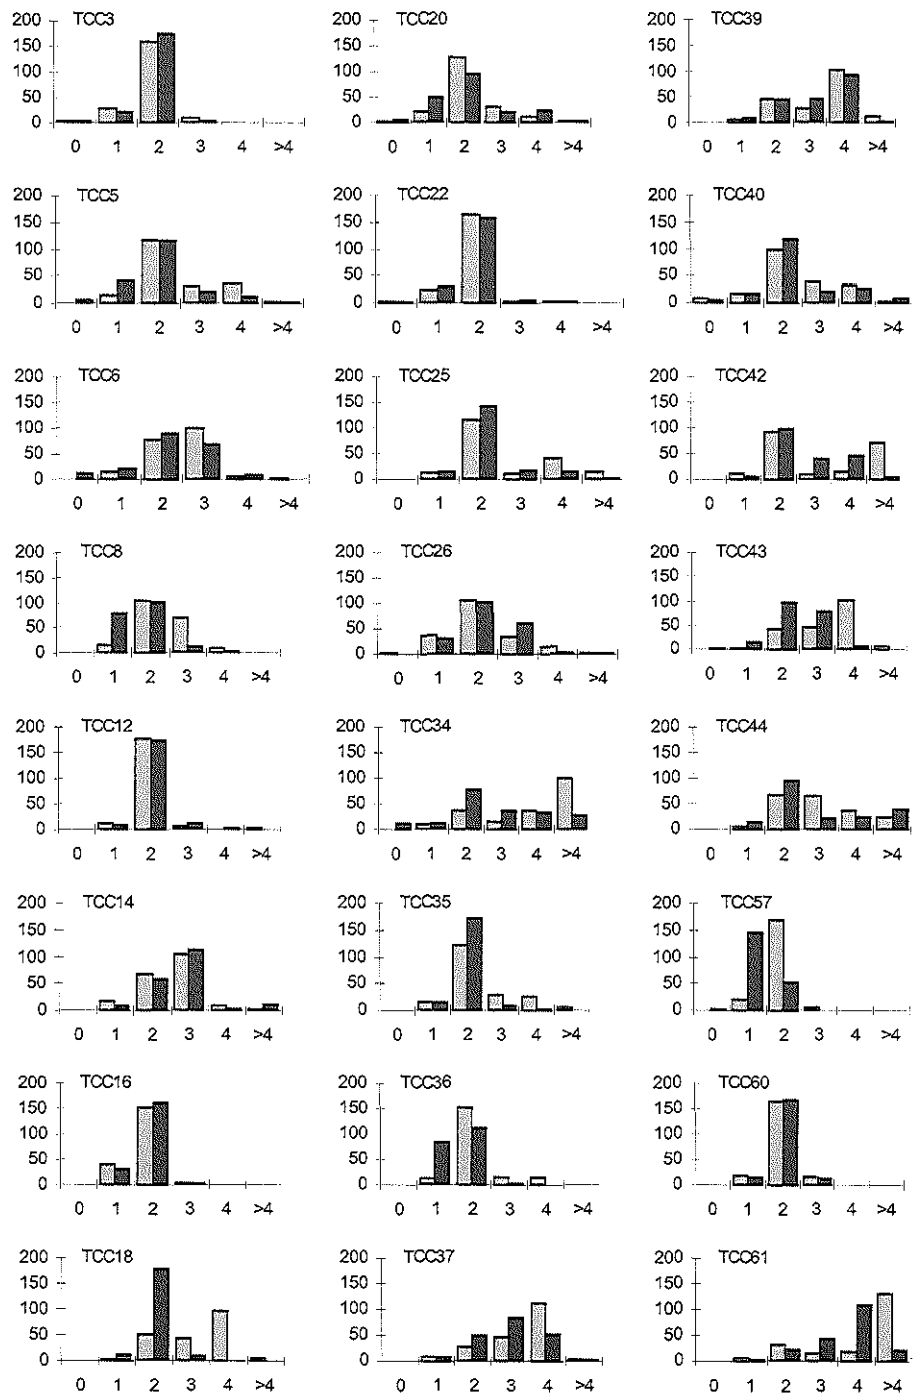 200 TCC3
150
100
50
0
0 1 2 3 4 >4
200 TCC20
150
100
50
0
0 1 2 3 4 >4
200 TCC39
150
100
50
0
0 1 2 3 4 >4
200 TCC5
150
100
50
0
0 1 2 3 4 >4
200 TCC22
150
100
50
0
0 1 2 3 4 >4
200 TCC40
150
100
50
0
0 1 2 3 4 >4
200 TCC6
150
100
50
0
0 1 2 3 4 >4
200 TCC25
150
100
50
0
0 1 2 3 4 >4
200 TCC42
150
100
50
0
0 1 2 3 4 >4
200 TCC8
150
100
50
0
0 1 2 3 4 >4
200 TCC26
150
100
50
0
0 1 2 3 4 >4
200 TCC43
150
100
50
0
0 1 2 3 4 >4
200 TCC12
150
100
50
0
0 1 2 3 4 >4
200 TCC34
150
100
50
0
0 1 2 3 4 >4
200 TCC44
150
100
50
0
0 1 2 3 4 >4
200 TCC14
150
100
50
0 1 2 3 4 >4
200 TCC35
150
100
50
0
0 1 2 3 4 >4
200 TCC57
150
100
50
0
0 1 2 3 4 >4
200 TCC16
150
100
50
0
0 1 2 3 4 >4
200 TCC36
150
100
50
0
0 1 2 3 4 >4
200 TCC60
150
100
50
0
0 1 2 3 4 >4
200 TCC18
150
100
50
0
0 1 2 3 4 >4
200 TCC37
150
100
50
0
0 1 2 3 4 >4
200 TCC61
150
100
50
0
0 1 2 3 4 >4